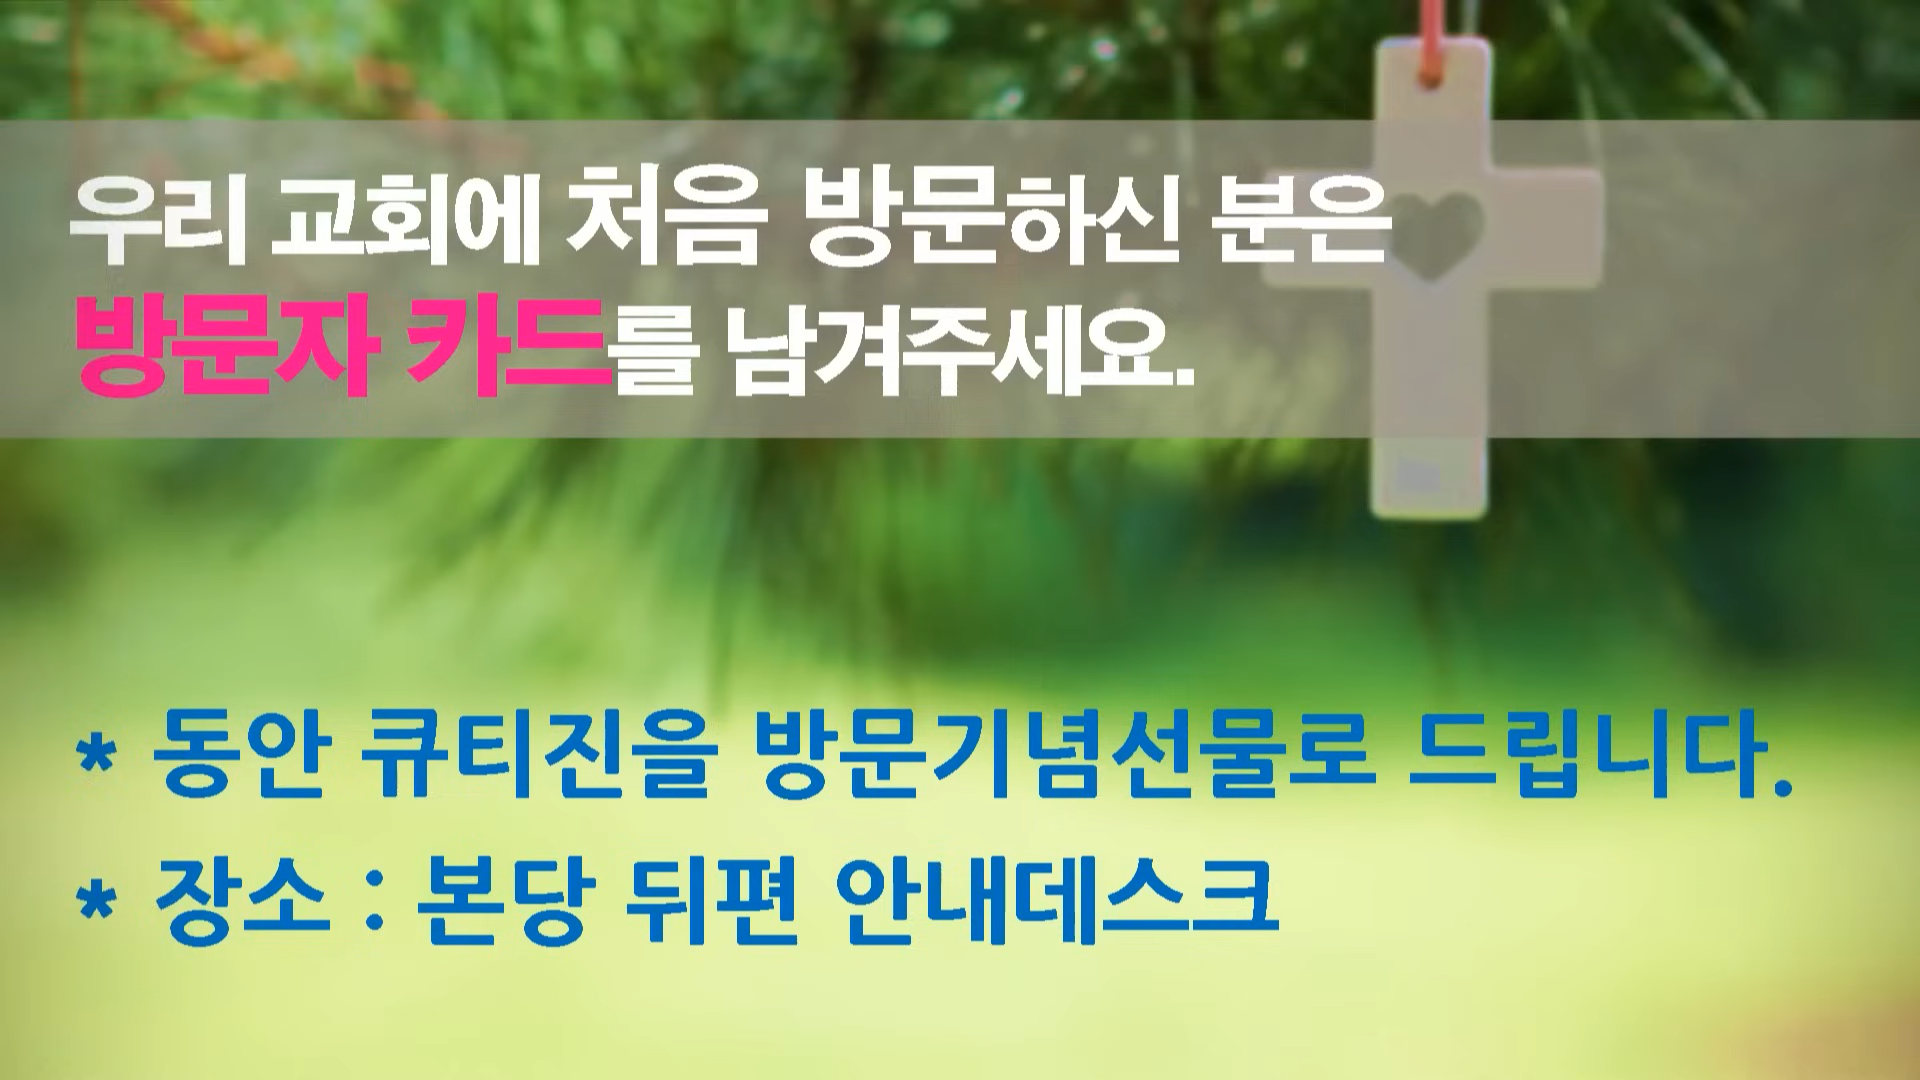 우리 교회에 처음 방문하신 분은
방문자 카드를 남겨주세요.
* 동안 큐티진을 방문기념선물로 드립니다.
* 장소 : 본당 뒤편 안내데스크